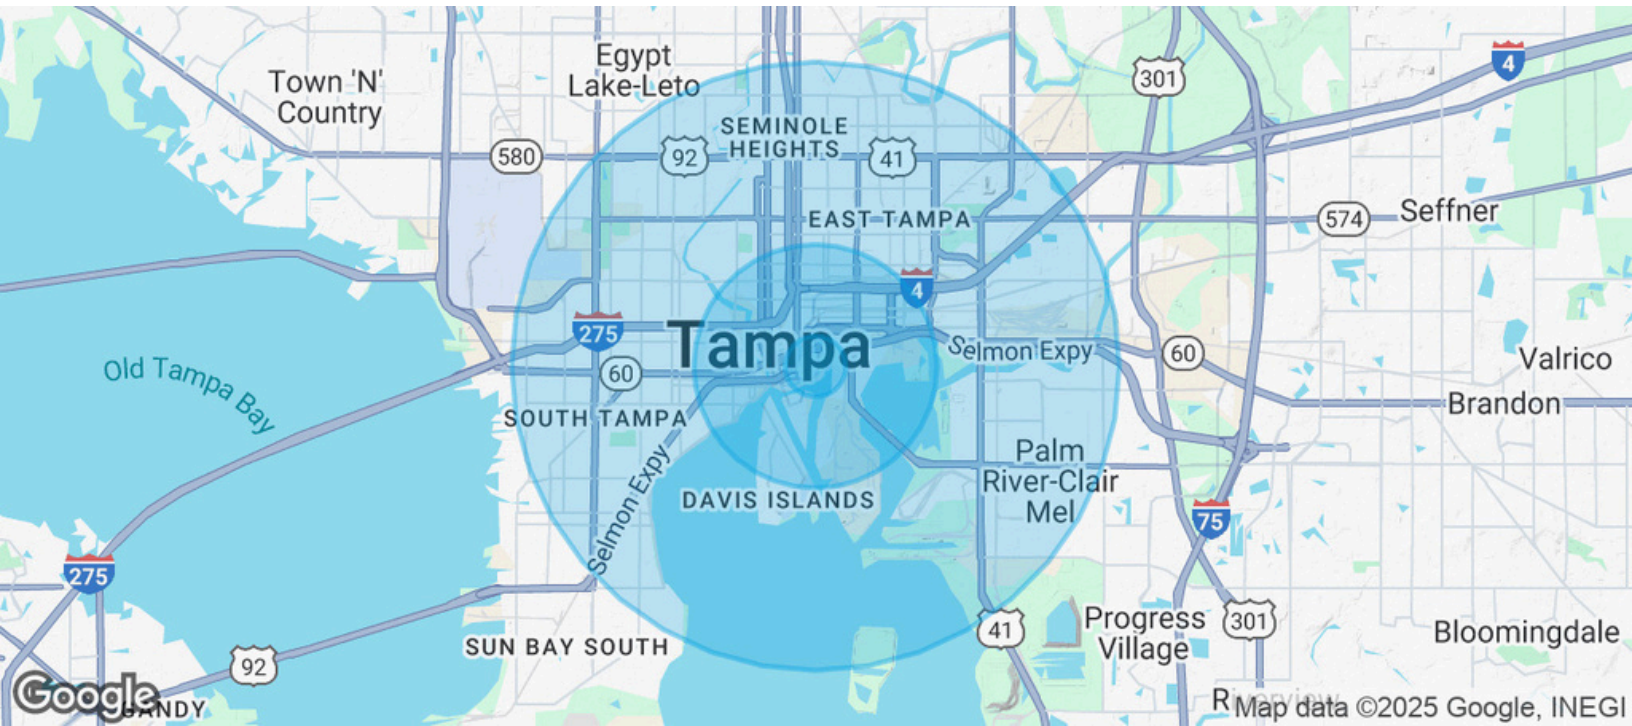 Egypt
Lake-Leto
Town 'N'
Country
4
301
SEMINOLE
HEIGHTS
580
92
41
EAST TAMPA
574
Seffner
4
275
Tampa
Selmon Expy
60
Valrico
Old Tampa Bay
60
Brandon
SOUTH TAMPA
Palm
River-Clair
Mel
Selmon Expy
DAVIS ISLANDS
75
275
Progress
Village
41
301
Bloomingdale
SUN BAY SOUTH
92
Google
GANDY
Riverview
Map data ©2025 Google, INEGI